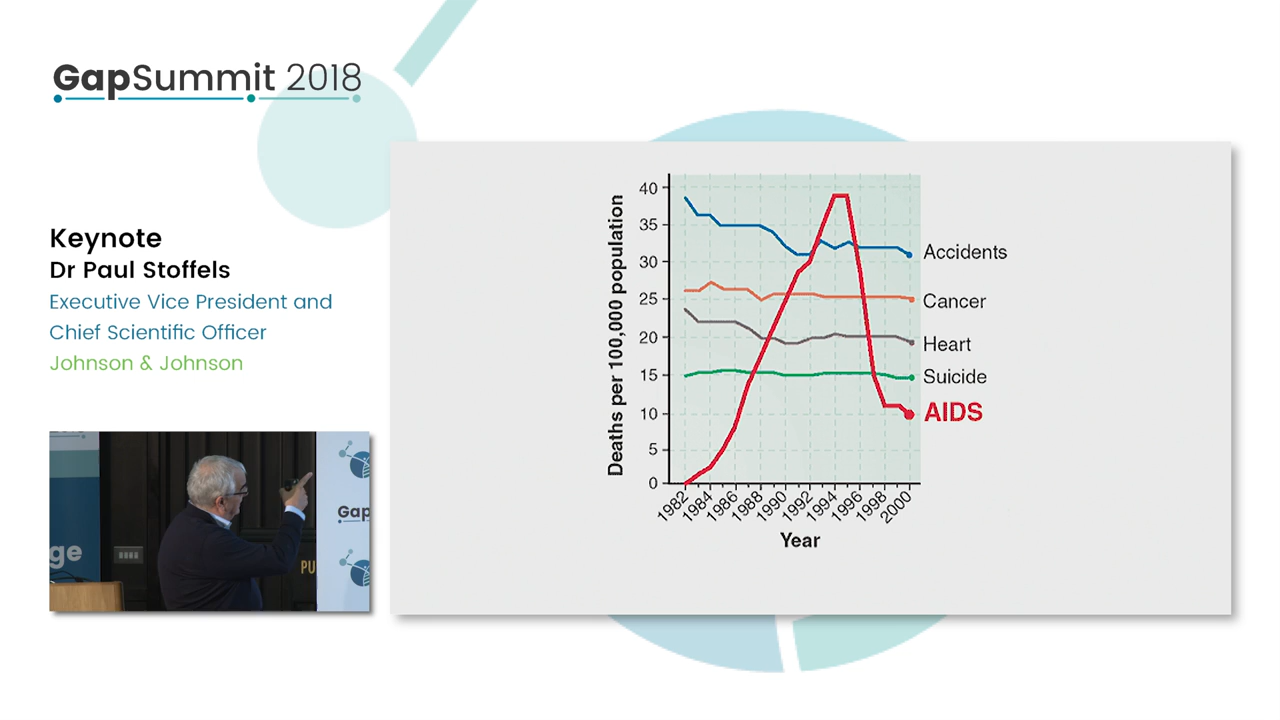 GapSummit 2018
Keynote
Dr Paul Stoffels
Executive Vice President and
Chief Scientific Officer
Johnson & Johnson
ge
PU
Gap
Deaths per 100,000 population
40
35
30
25
20
15
10
5
0
1982
1984
1986
1988
1990
1992
1994
1996
1998
2000
Year
Accidents
Cancer
Heart
Suicide
AIDS